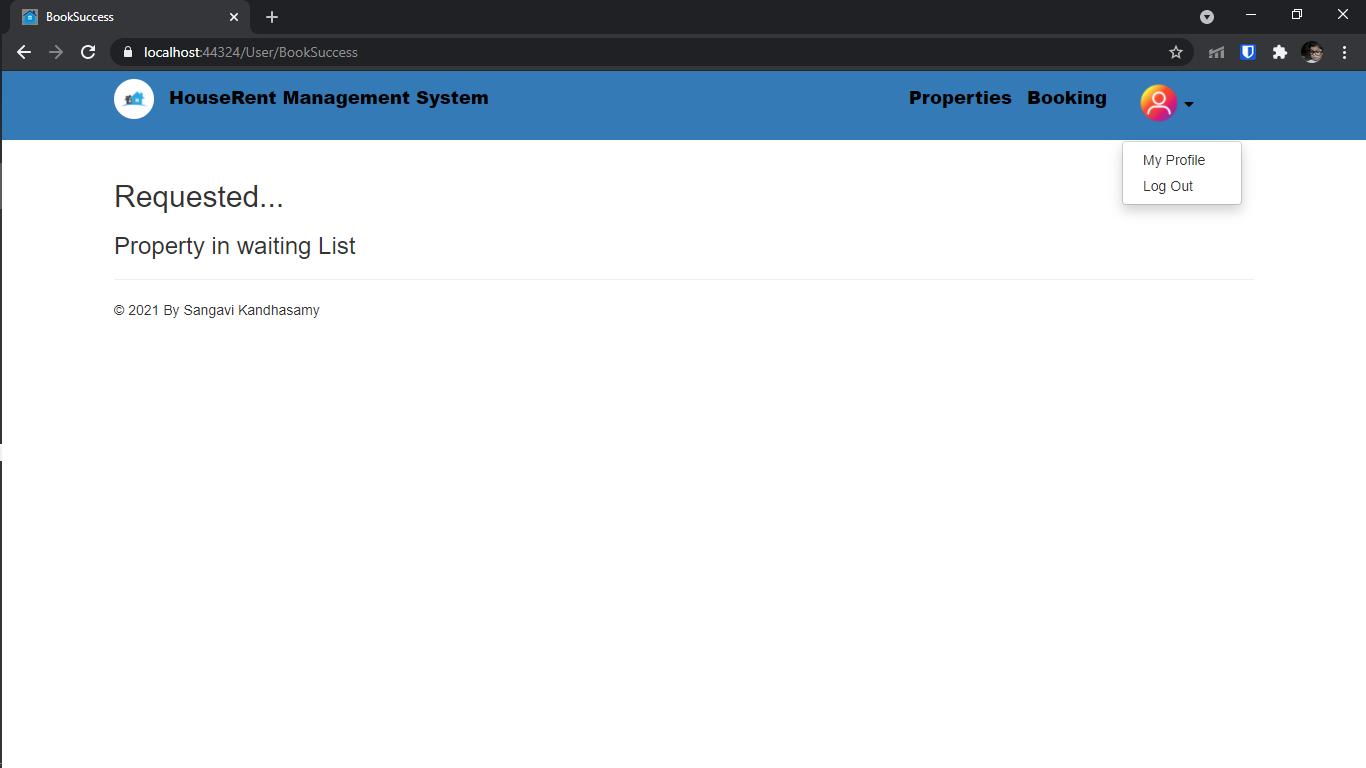 BookSuccess
localhost:44324/User/BookSuccess
HouseRent Management System
Properties Booking
My Profile
Log Out
Requested...
Property in waiting List
© 2021 By Sangavi Kandhasamy